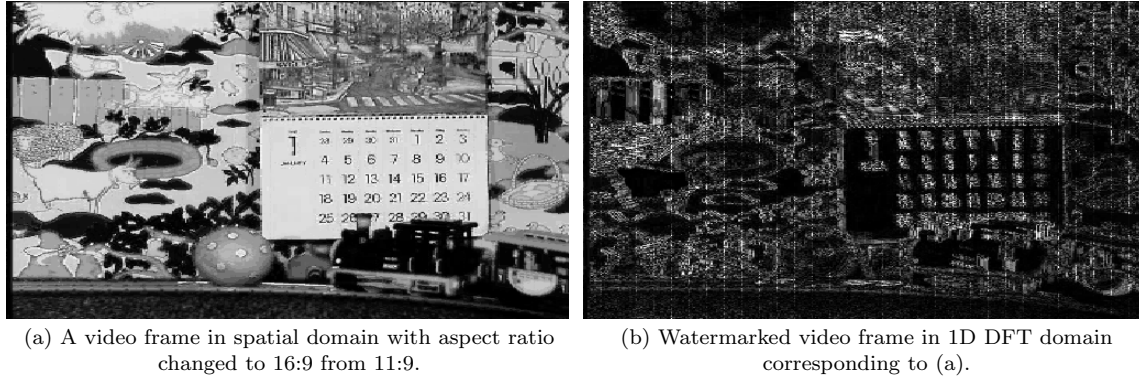 1
JANUARY
28 29 30 31 1 2 3
4 5 6 7 8 9 10
11 12 13 14 15 16 17
18 19 20 21 22 23 24
25 26 27 28 29 30 31
(a) A video frame in spatial domain with aspect ratio
changed to 16:9 from 11:9.
(b) Watermarked video frame in 1D DFT domain
corresponding to (a).